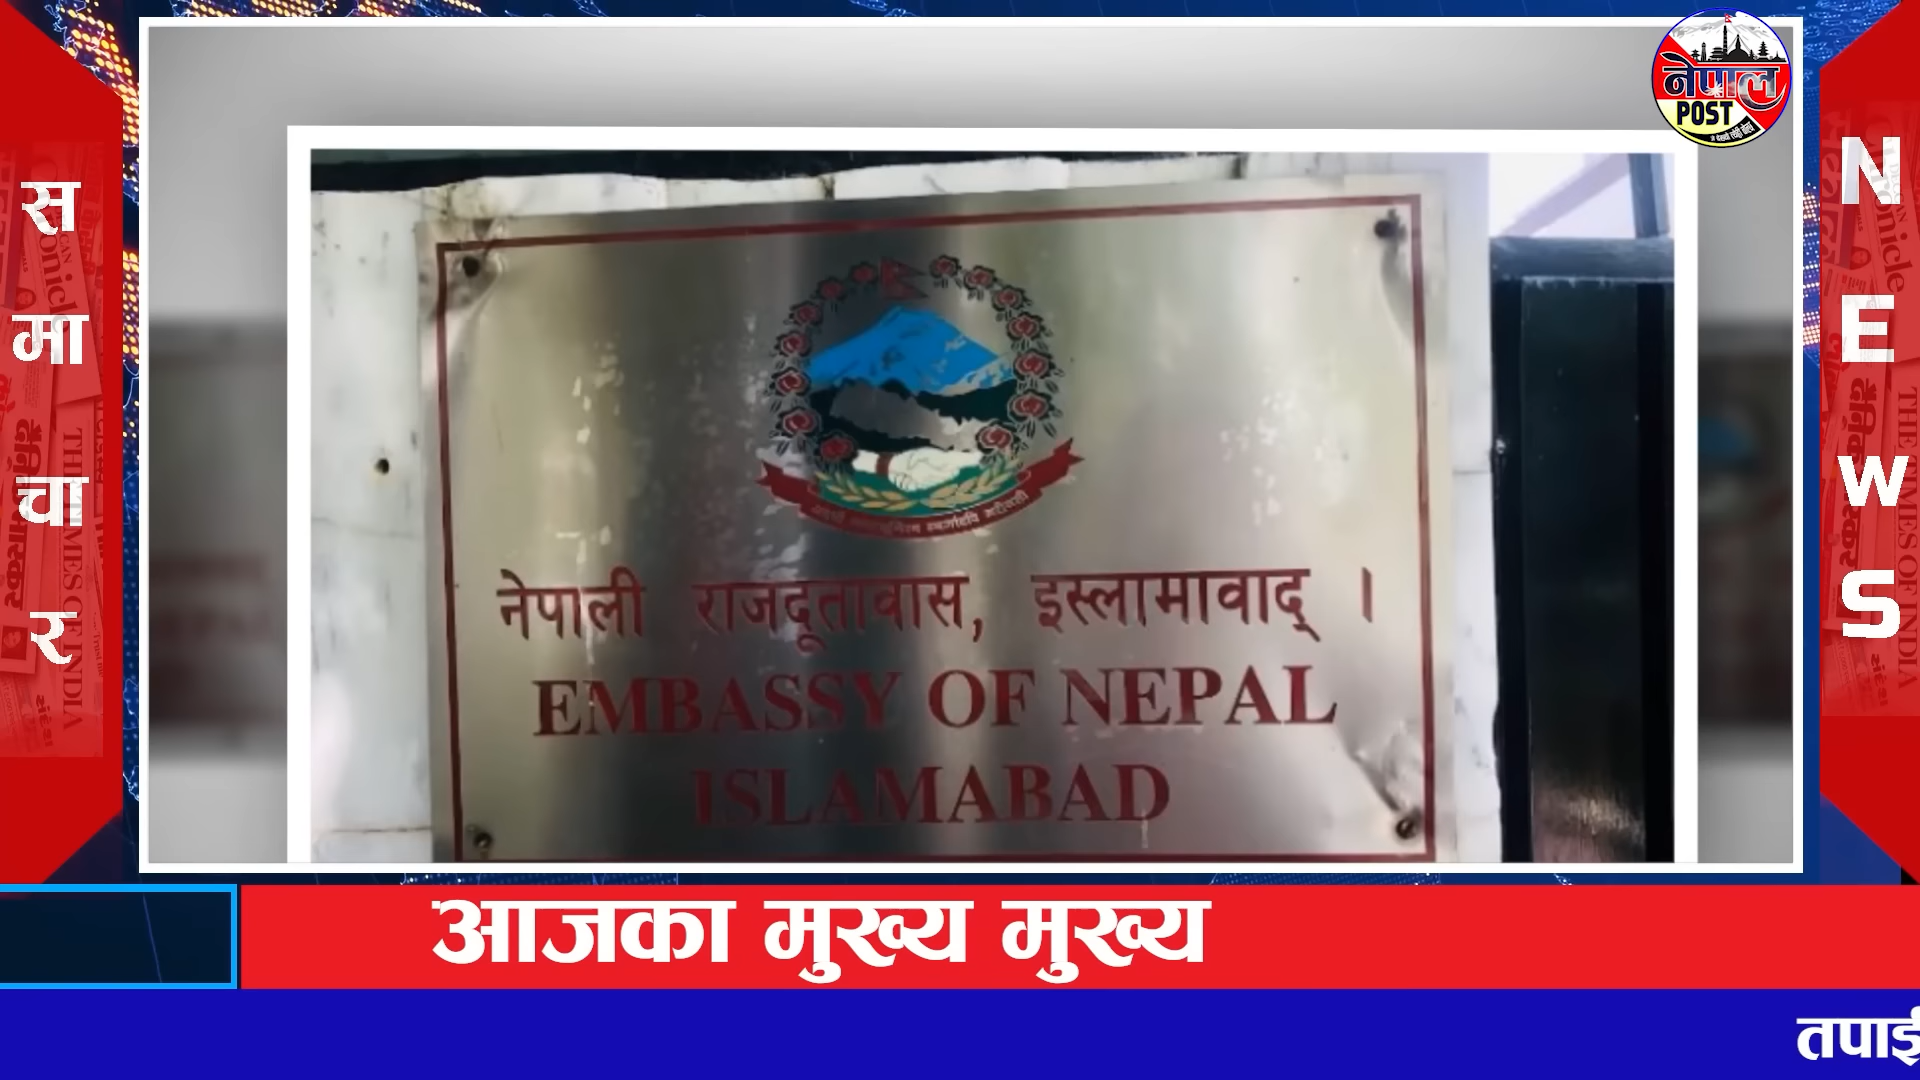 नेपाल
POST
स
मा
चा
र
N
E
W
S
नेपाली राजदूतावास, इस्लामावाद् ।
EMBASSY OF NEPAL
ISLAMABAD
आजका मुख्य मुख्य
तपाई